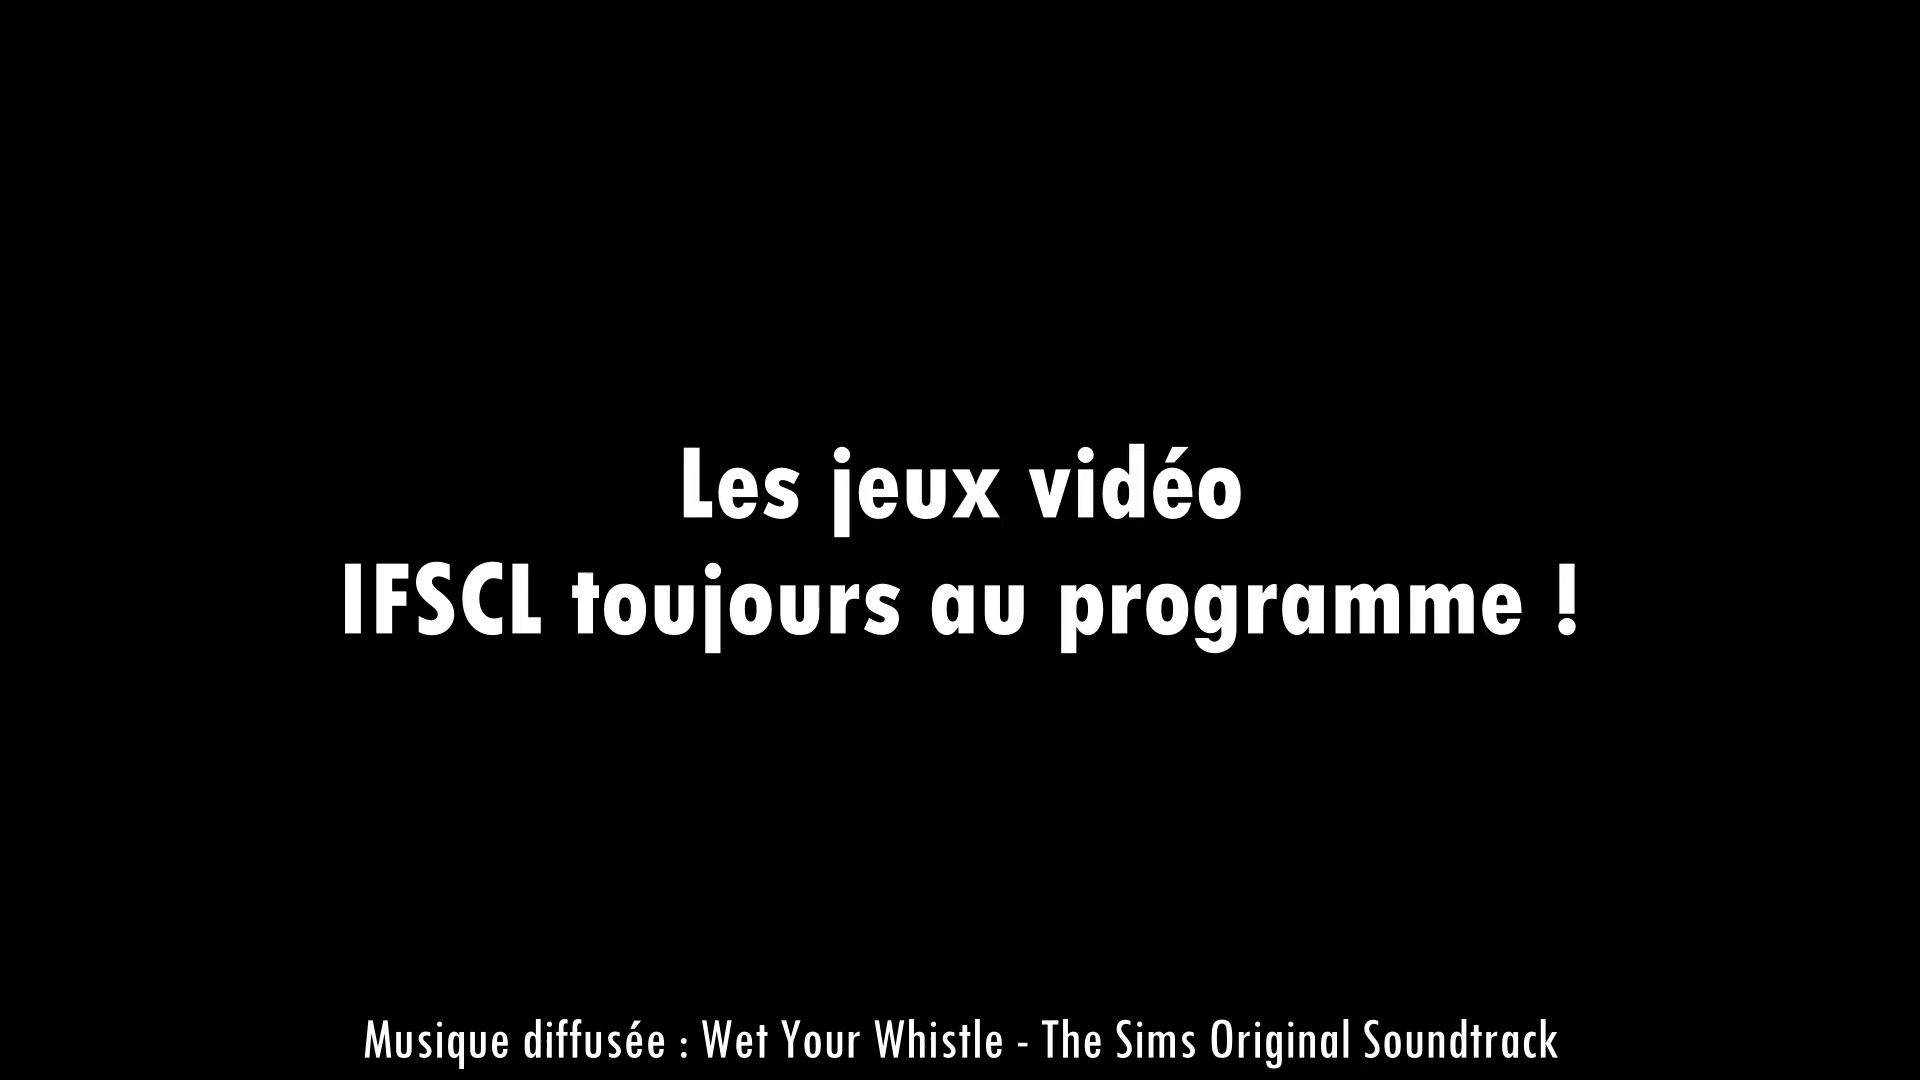 Les jeux vidéo
IFSCL toujours au programme !
Musique diffusée : Wet Your Whistle - The Sims Original Soundtrack